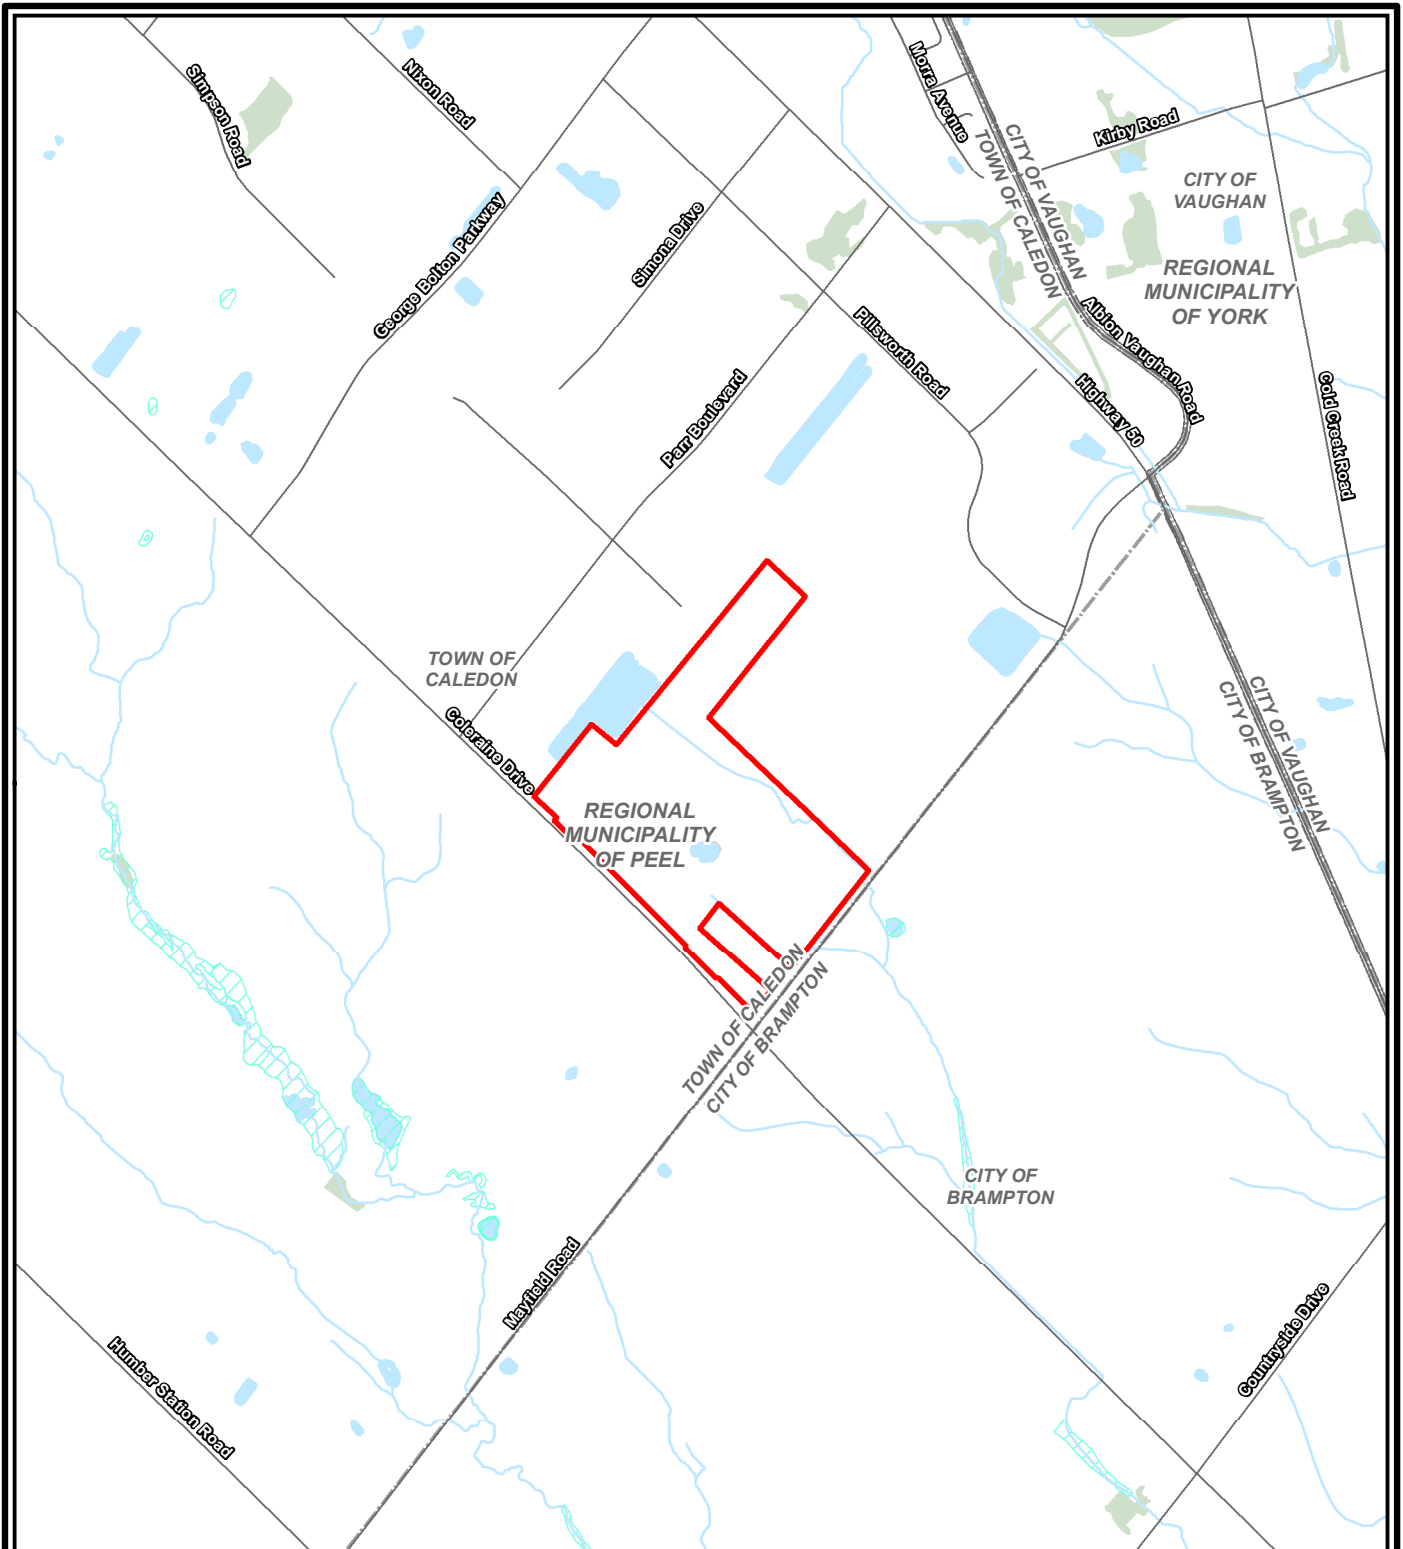 Simpson Road
Nixon Road
Morra Avenue
Kirby Road
CITY OF VAUGHAN
TOWN OF CALEDON
CITY OF
VAUGHAN
George Bolton Parkway
Simona Drive
REGIONAL
MUNICIPALITY
OF YORK
Albion Vaughan Road
Pillsworth Road
Highway 50
Cold Creek Road
Parr Boulevard
TOWN OF
CALEDON
Coleraine Drive
CITY OF VAUGHAN
CITY OF BRAMPTON
REGIONAL
MUNICIPALITY
OF PEEL
TOWN OF CALEDON
CITY OF BRAMPTON
CITY OF
BRAMPTON
Mayfield Road
Countryside Drive
Humber Station Road